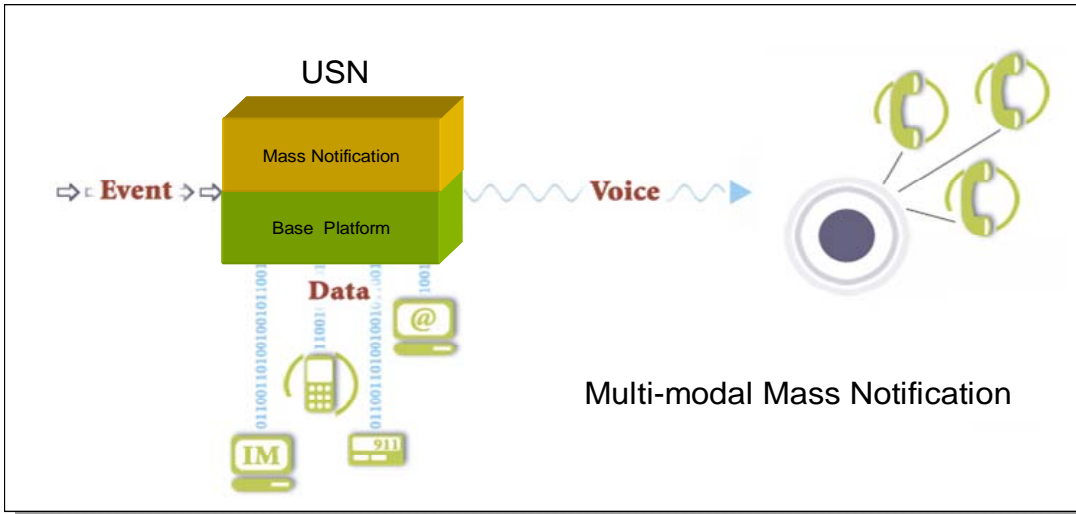 USN
Mass Notification
Event
Voice
Base Platform
Data
@
911
IM
Multi-modal Mass Notification